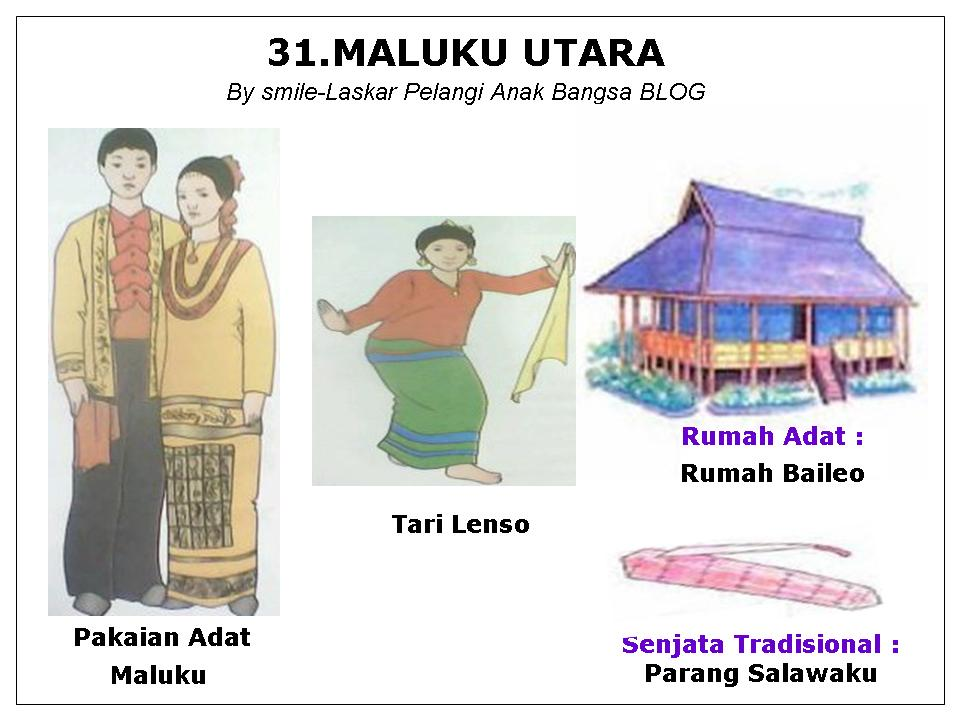 31.MALUKU UTARA
By smile-Laskar Pelangi Anak Bangsa BLOG
Rumah Adat :
Rumah Baileo
Tari Lenso
Pakaian Adat
Maluku
Senjata Tradisional :
Parang Salawaku